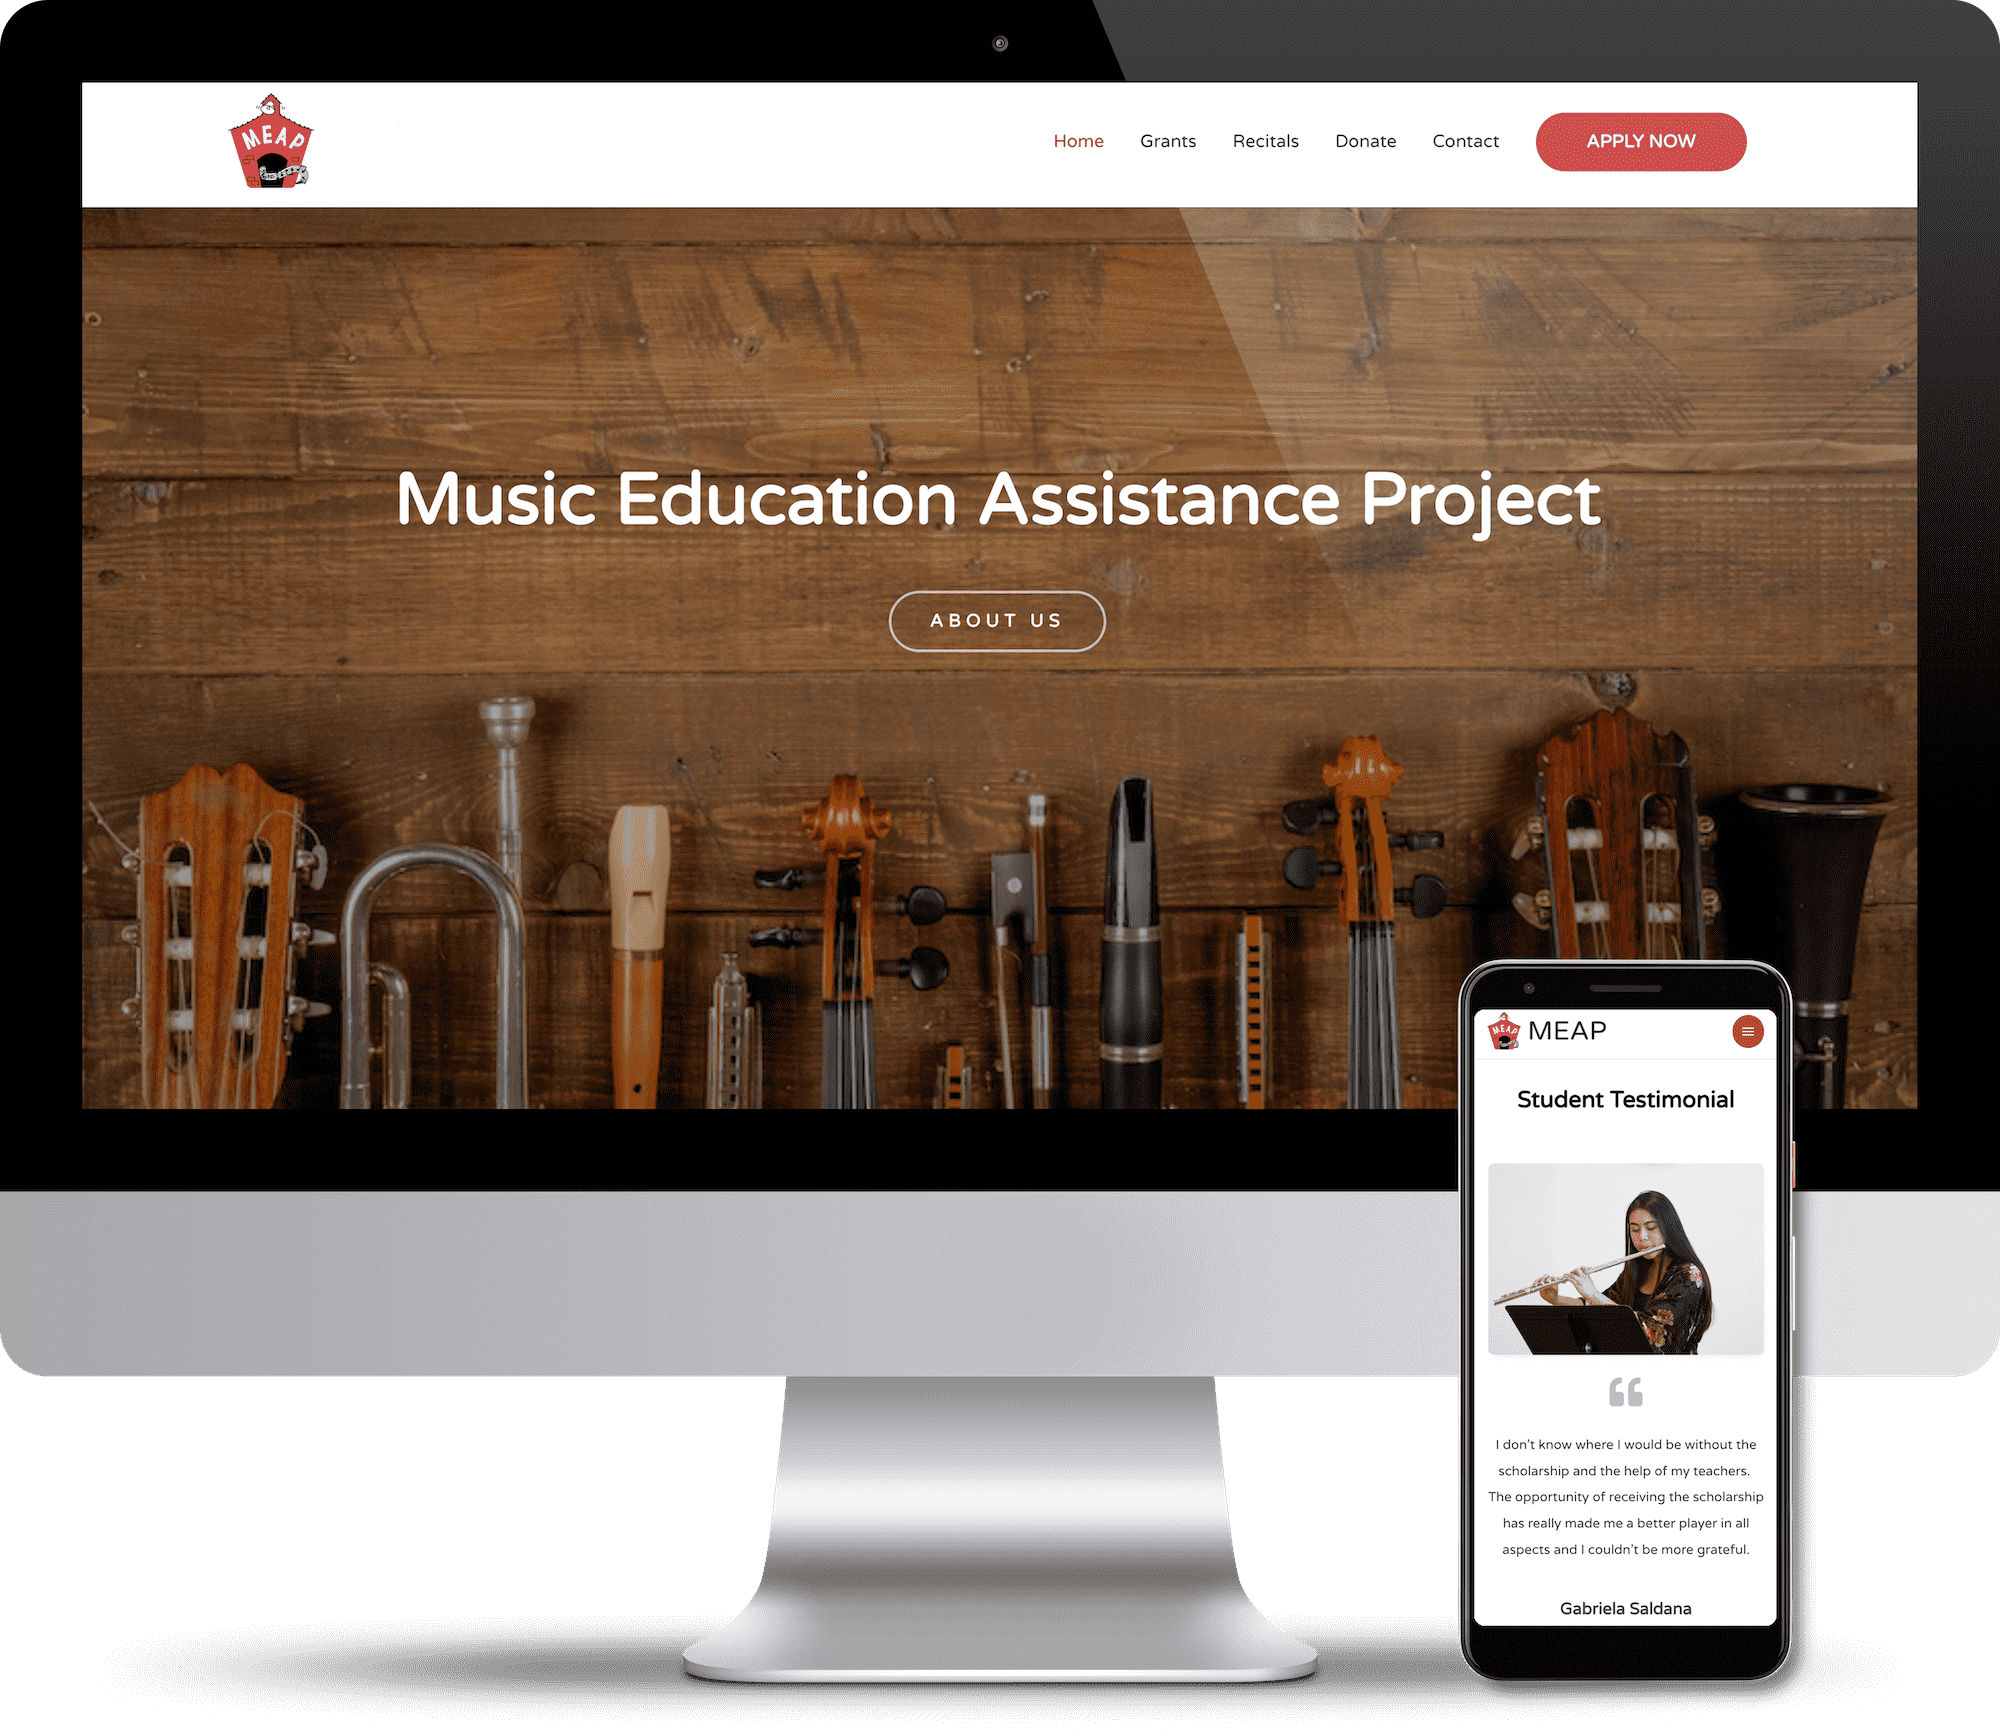 MEAP
Home Grants Recitals Donate Contact APPLY NOW
Music Education Assistance Project
ABOUT US
MEAP MEAP
Student Testimonial
“
I don't know where I would be without the
scholarship and the help of my teachers.
The opportunity of receiving the scholarship
has really made me a better player in all
aspects and I couldn't be more grateful.
Gabriela Saldana